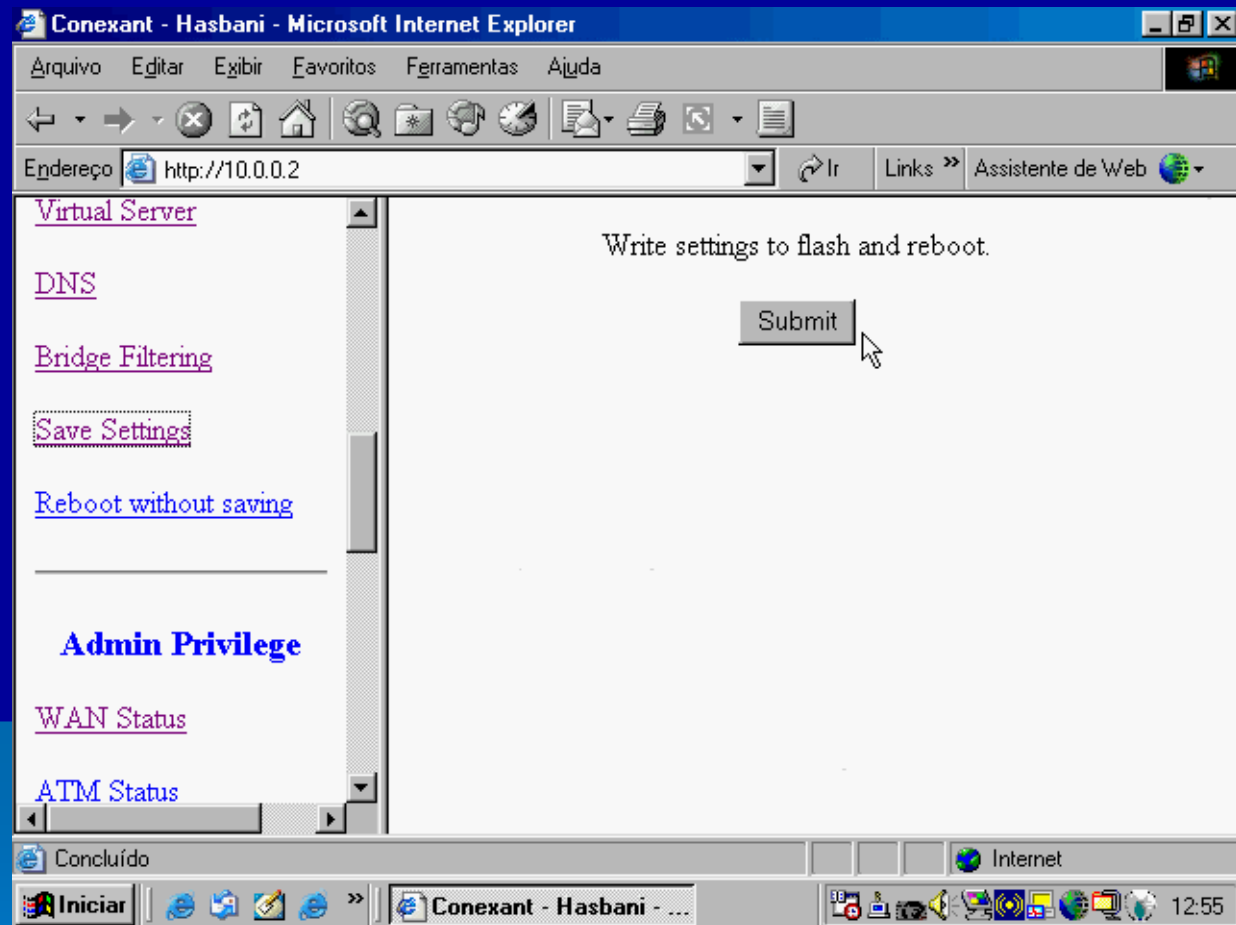 Conexant - Hasbani - Microsoft Internet Explorer
Arquivo Editar Exibir Favoritos Ferramentas Ajuda
Endereço http://10.0.0.2 Ir Links » Assistente de Web
Virtual Server
DNS
Bridge Filtering
Save Settings
Reboot without saving
Admin Privilege
WAN Status
ATM Status
Write settings to flash and reboot.
Submit
Concluído Internet
Iniciar » Conexant - Hasbani - ... 12:55